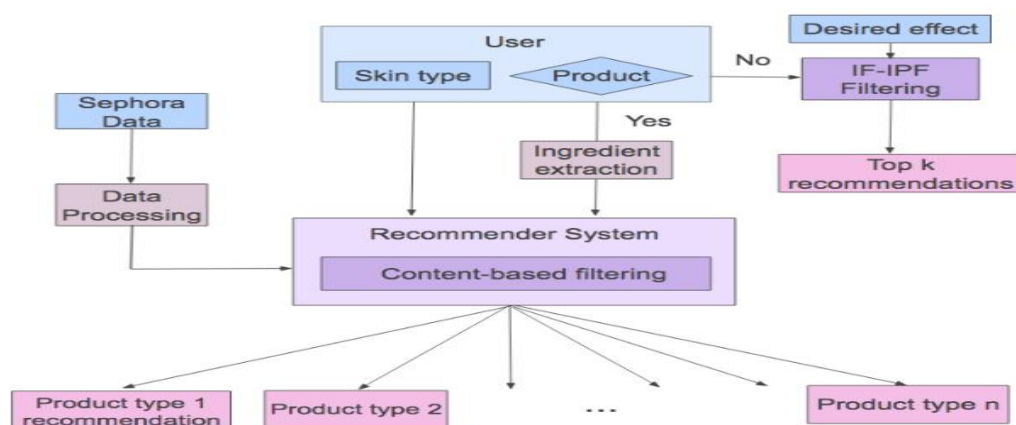 Desired effect
User
No
IF-IPF
Filtering
Skin type
Product
Sephora
Data
Yes
Ingredient
extraction
Top k
recommendations
Data
Processing
Recommender System
Content-based filtering
Product type 1
recommendation
Product type 2
...
Product type n